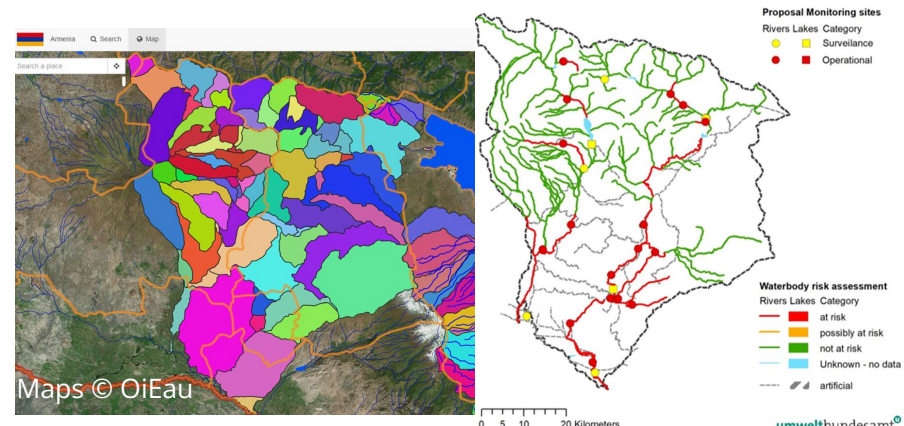 Armenia Search Map
Search a place
Maps © OiEau
Proposal Monitoring sites
Rivers Lakes Category
Surveilance
Operational
Waterbody risk assessment
Rivers Lakes Category
at risk
possibly at risk
not at risk
Unknown - no data
artificial
0 5 10 20 Kilometers
umweltbundesamt